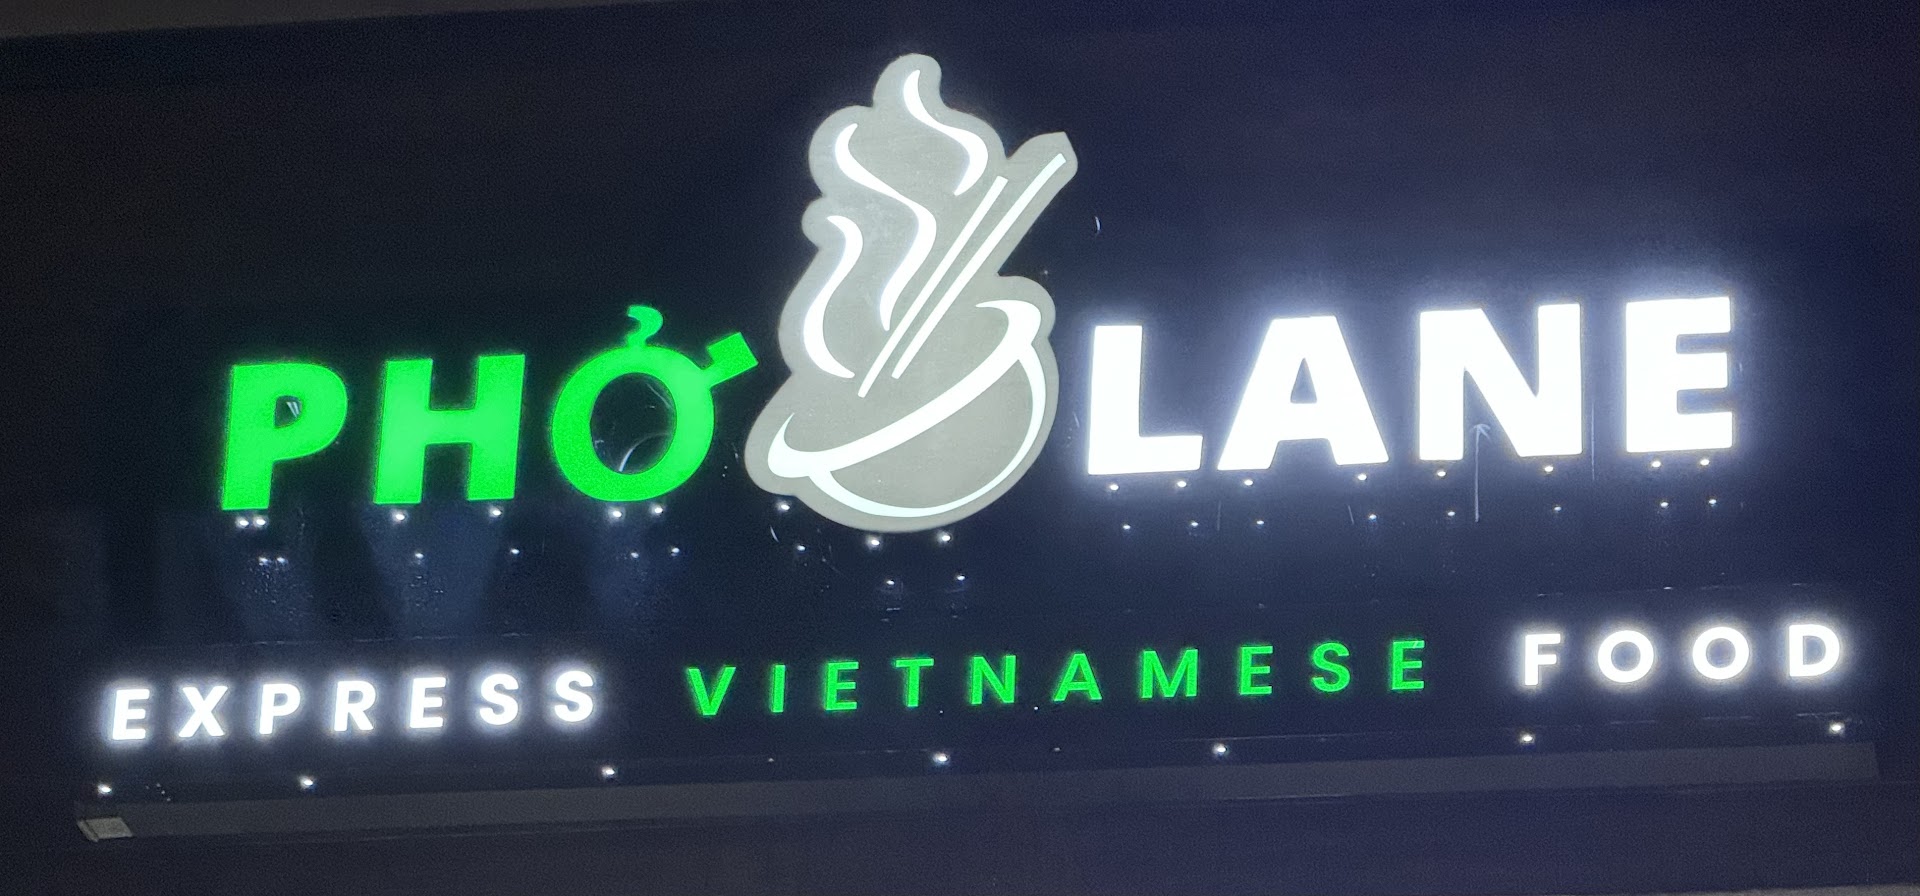 PHỞ LANE
EXPRESS VIETNAMESE FOOD